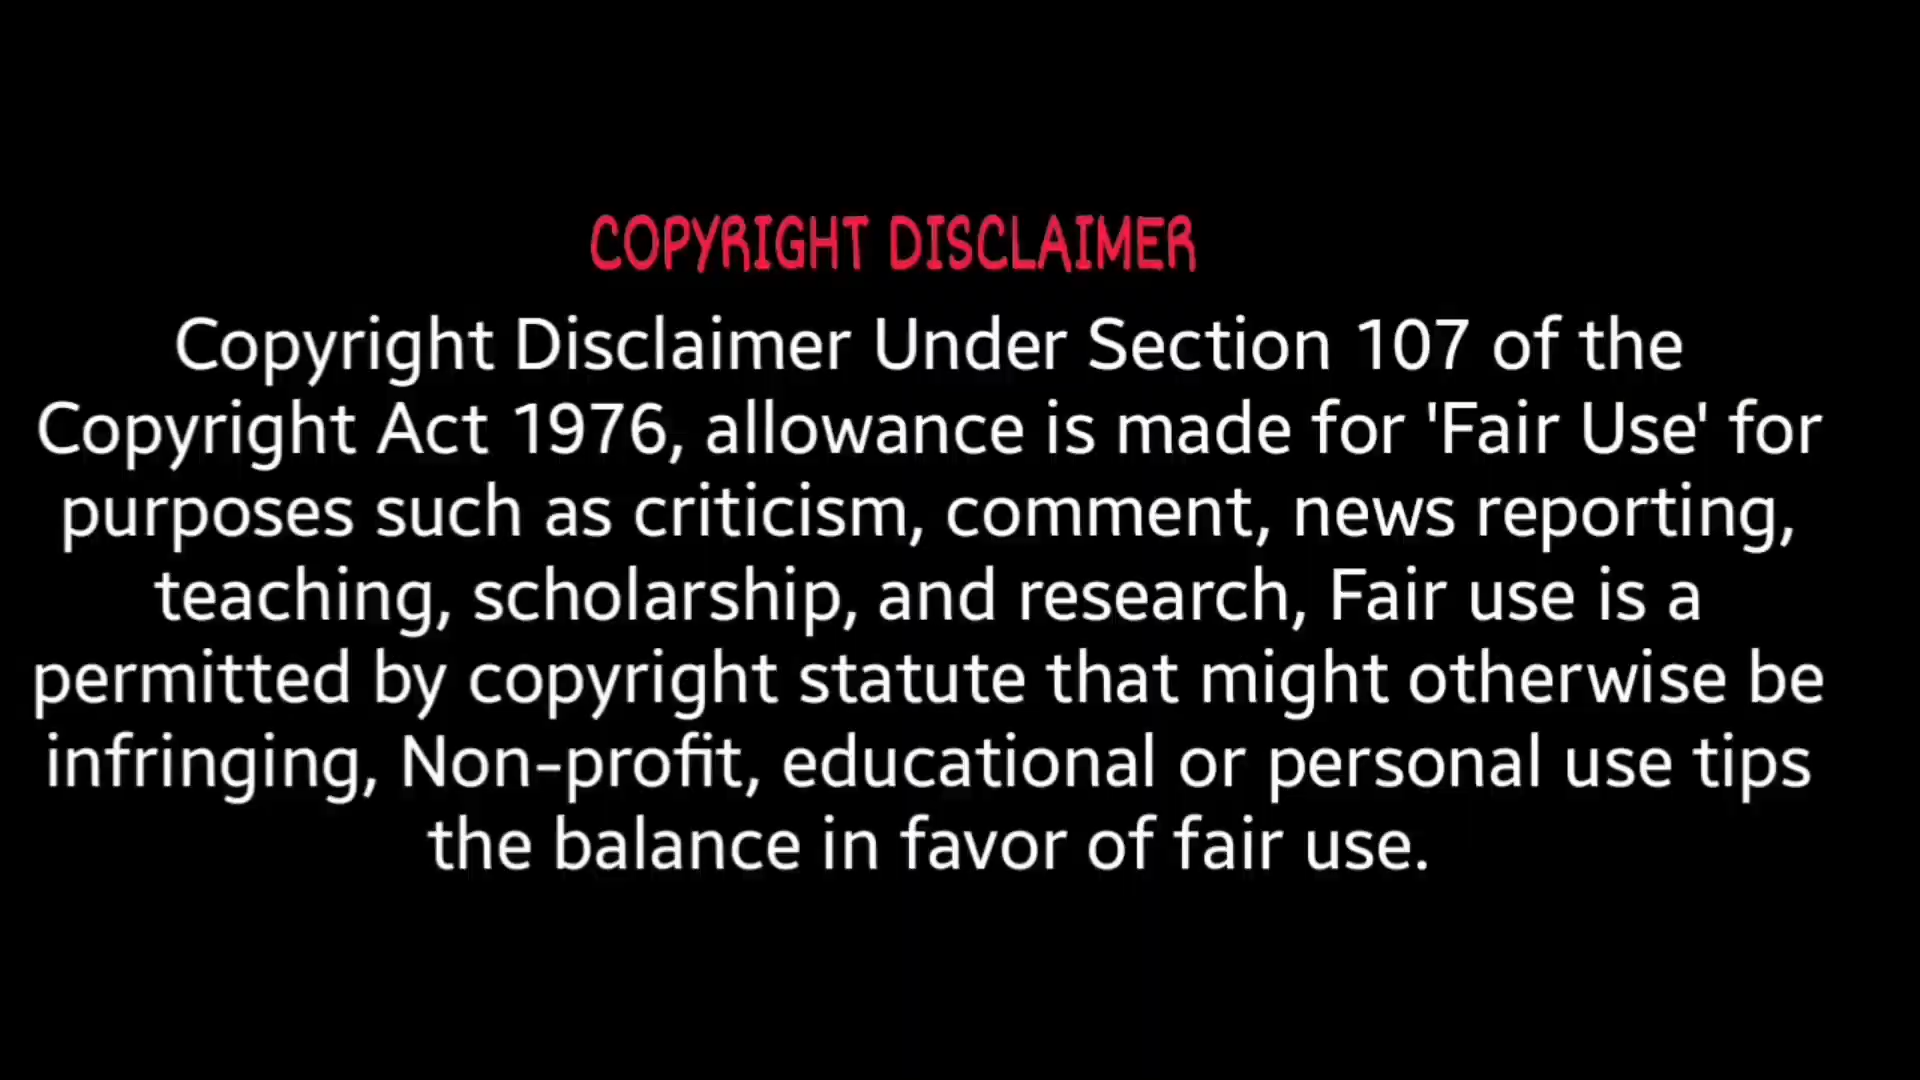 COPYRIGHT DISCLAIMER
Copyright Disclaimer Under Section 107 of the
Copyright Act 1976, allowance is made for 'Fair Use' for
purposes such as criticism, comment, news reporting,
teaching, scholarship, and research, Fair use is a
permitted by copyright statute that might otherwise be
infringing, Non-profit, educational or personal use tips
the balance in favor of fair use.